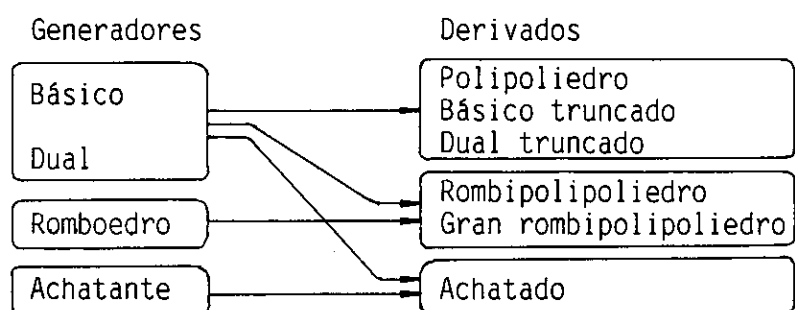 Generadores
Derivados
Básico
Dual
Polipoliedro
Básico truncado
Dual truncado
Romboedro
Rombipolipoliedro
Gran rombipolipoliedro
Achatante
Achatado